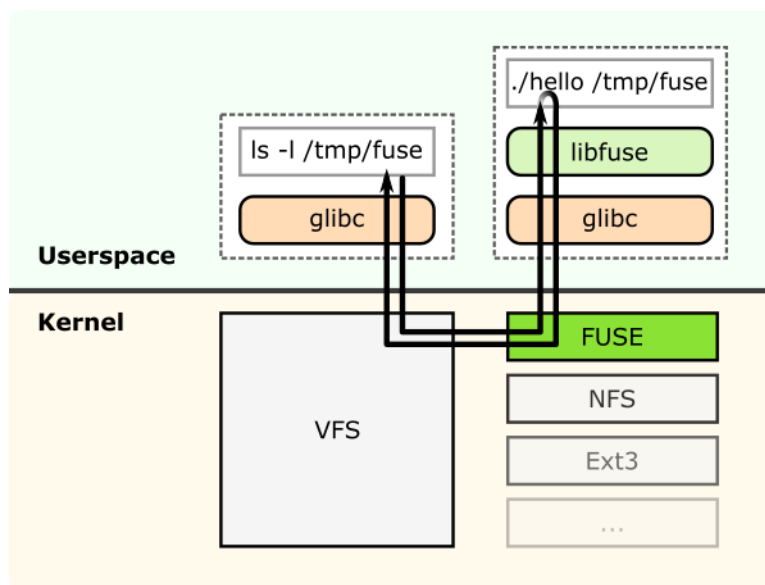 ./hello /tmp/fuse
ls -l /tmp/fuse
libfuse
glibc
glibc
Userspace
Kernel
FUSE
NFS
VFS
Ext3
...